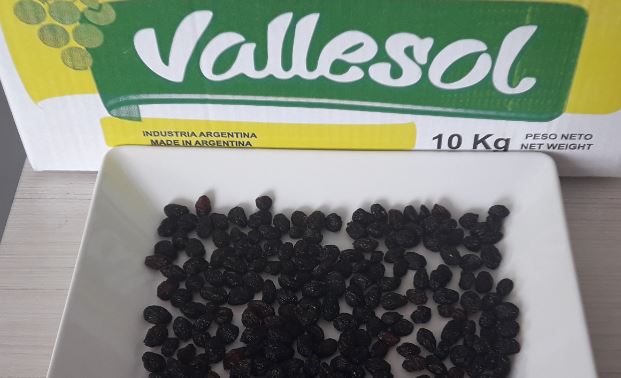 Vallesol
INDUSTRIA ARGENTINA
MADE IN ARGENTINA
10 Kg
PESO NETO
NET WEIGHT